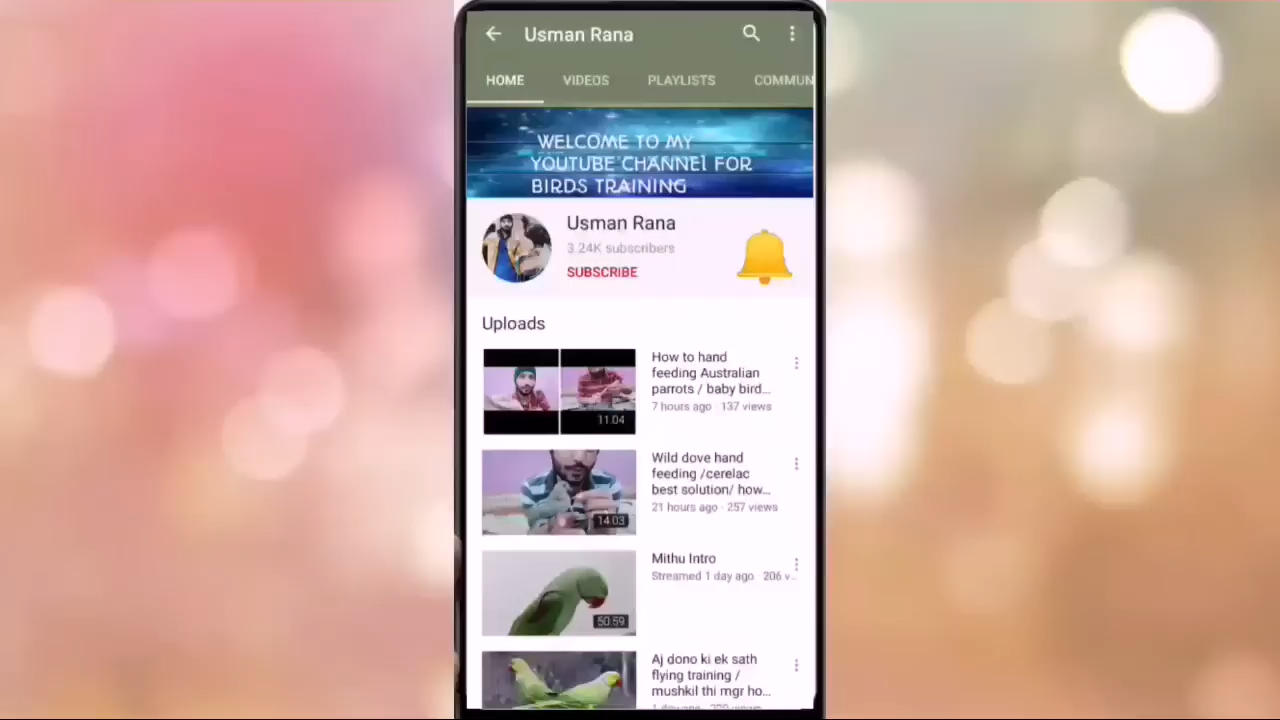 Usman Rana
HOME VIDEOS PLAYLISTS COMMUN
WELCOME TO MY
YOUTUBE CHANNEl FOR
BIRDS TRAINING
Usman Rana
3.24K subscribers
SUBSCRIBE
Uploads
How to hand
feeding Australian
parrots / baby bird...
7 hours ago · 137 views
11:04
Wild dove hand
feeding /cerelac
best solution/ how...
21 hours ago · 257 views
14:03
Mithu Intro
Streamed 1 day ago · 206 v...
50:59
Aj dono ki ek sath
flying training /
mushkil thi mgr ho...